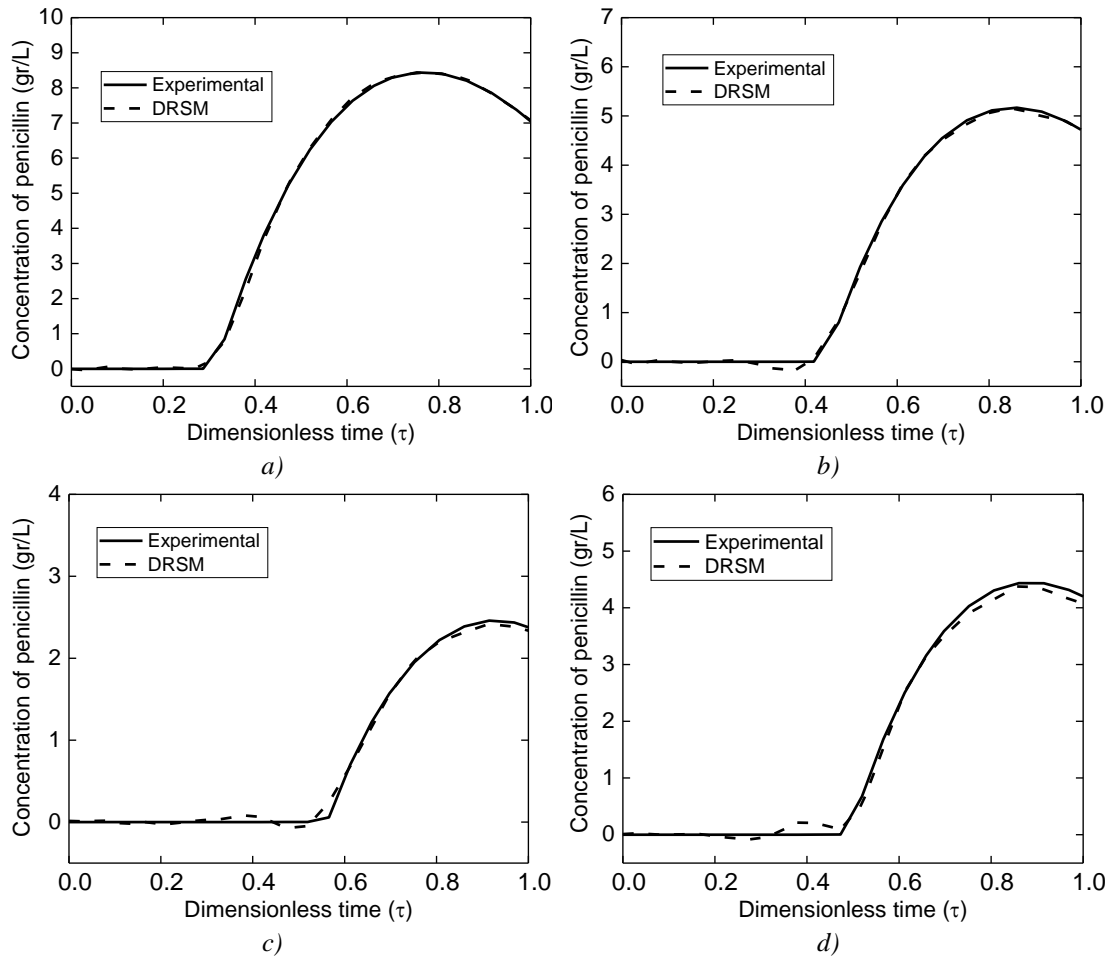 Concentration of penicillin (gr/L)
10
9
8
7
6
5
4
3
2
1
0
Experimental
DRSM
0.0 0.2 0.4 0.6 0.8 1.0
Dimensionless time (τ)
a)
Concentration of penicillin (gr/L)
7
6
5
4
3
2
1
0
Experimental
DRSM
0.0 0.2 0.4 0.6 0.8 1.0
Dimensionless time (τ)
b)
Concentration of penicillin (gr/L)
4
3
2
1
0
Experimental
DRSM
0.0 0.2 0.4 0.6 0.8 1.0
Dimensionless time (τ)
c)
Concentration of penicillin (gr/L)
6
5
4
3
2
1
0
Experimental
DRSM
0.0 0.2 0.4 0.6 0.8 1.0
Dimensionless time (τ)
d)